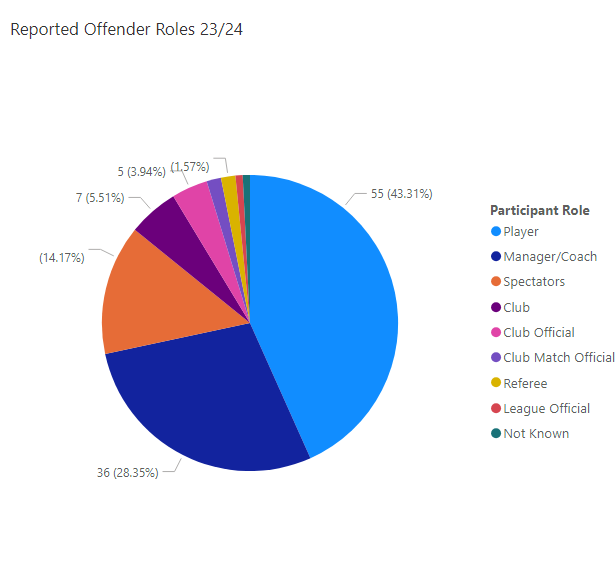 Reported Offender Roles 23/24
(1.57%)
5 (3.94%)
7 (5.51%)
(14.17%)
36 (28.35%)
55 (43.31%)
Participant Role
Player
Manager/Coach
Spectators
Club
Club Official
Club Match Official
Referee
League Official
Not Known